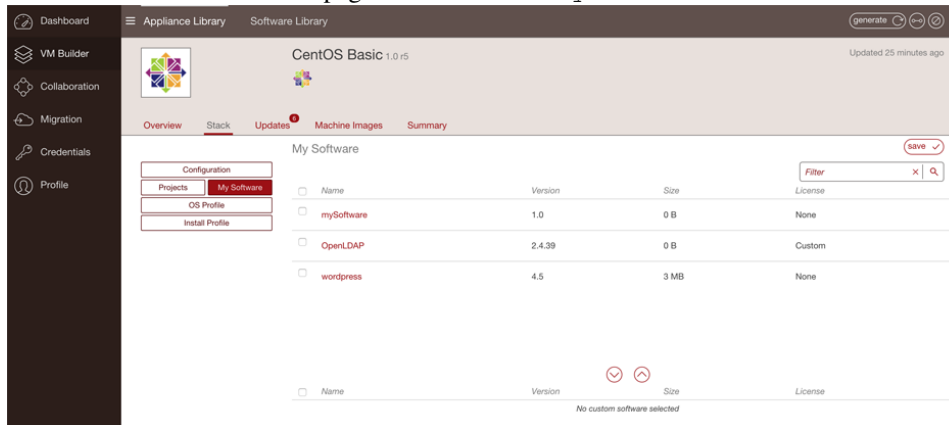 page
Dashboard
Appliance Library Software Library
generate
VM Builder
CentOS Basic 1.0 r5
Updated 25 minutes ago
Collaboration
Migration
Overview Stack Updates 6 Machine Images Summary
Credentials
My Software
save
Configuration
Filter
Profile
Projects My Software
Name Version Size License
OS Profile
mySoftware 1.0 0 B None
Install Profile
OpenLDAP 2.4.39 0 B Custom
wordpress 4.5 3 MB None
Name Version Size License
No custom software selected